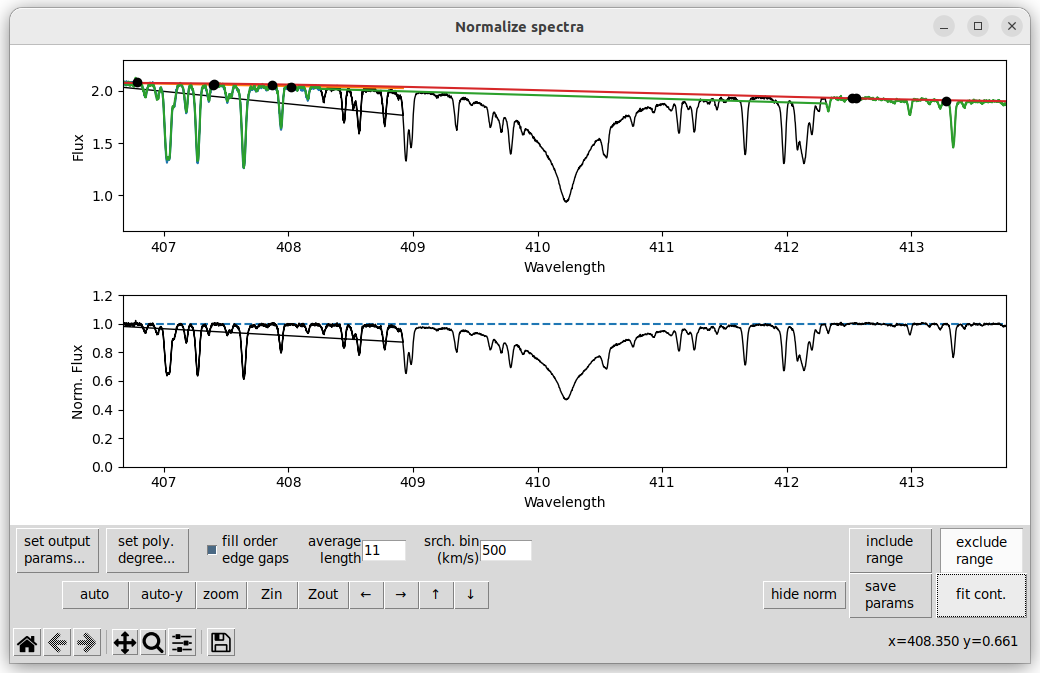 Normalize spectra
2.0
1.5
1.0
Flux
407 408 409 410 411 412 413
Wavelength
1.2
1.0
0.8
0.6
0.4
0.2
0.0
Norm. Flux
407 408 409 410 411 412 413
Wavelength
set output
params...
set poly.
degree...
fill order
edge gaps
average
length
11
srch. bin
(km/s)
500
include
range
exclude
range
auto
auto-y
zoom
Zin
Zout
←
→
↑
↓
hide norm
save
params
fit cont.
x=408.350 y=0.661